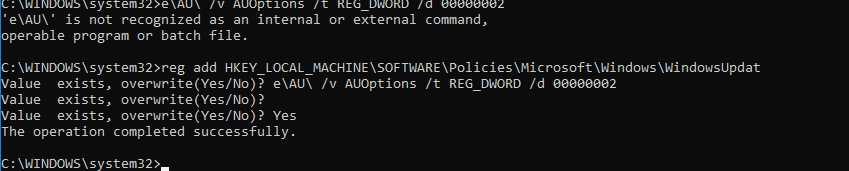 C:\WINDOWS\system32>e\AU\ /v AUOptions /t REG_DWORD /d 00000002
'e\AU\' is not recognized as an internal or external command,
operable program or batch file.
C:\WINDOWS\system32>reg add HKEY_LOCAL_MACHINE\SOFTWARE\Policies\Microsoft\Windows\WindowsUpdat
Value  exists, overwrite(Yes/No)? e\AU\ /v AUOptions /t REG_DWORD /d 00000002
Value  exists, overwrite(Yes/No)?
Value  exists, overwrite(Yes/No)? Yes
The operation completed successfully.
C:\WINDOWS\system32>